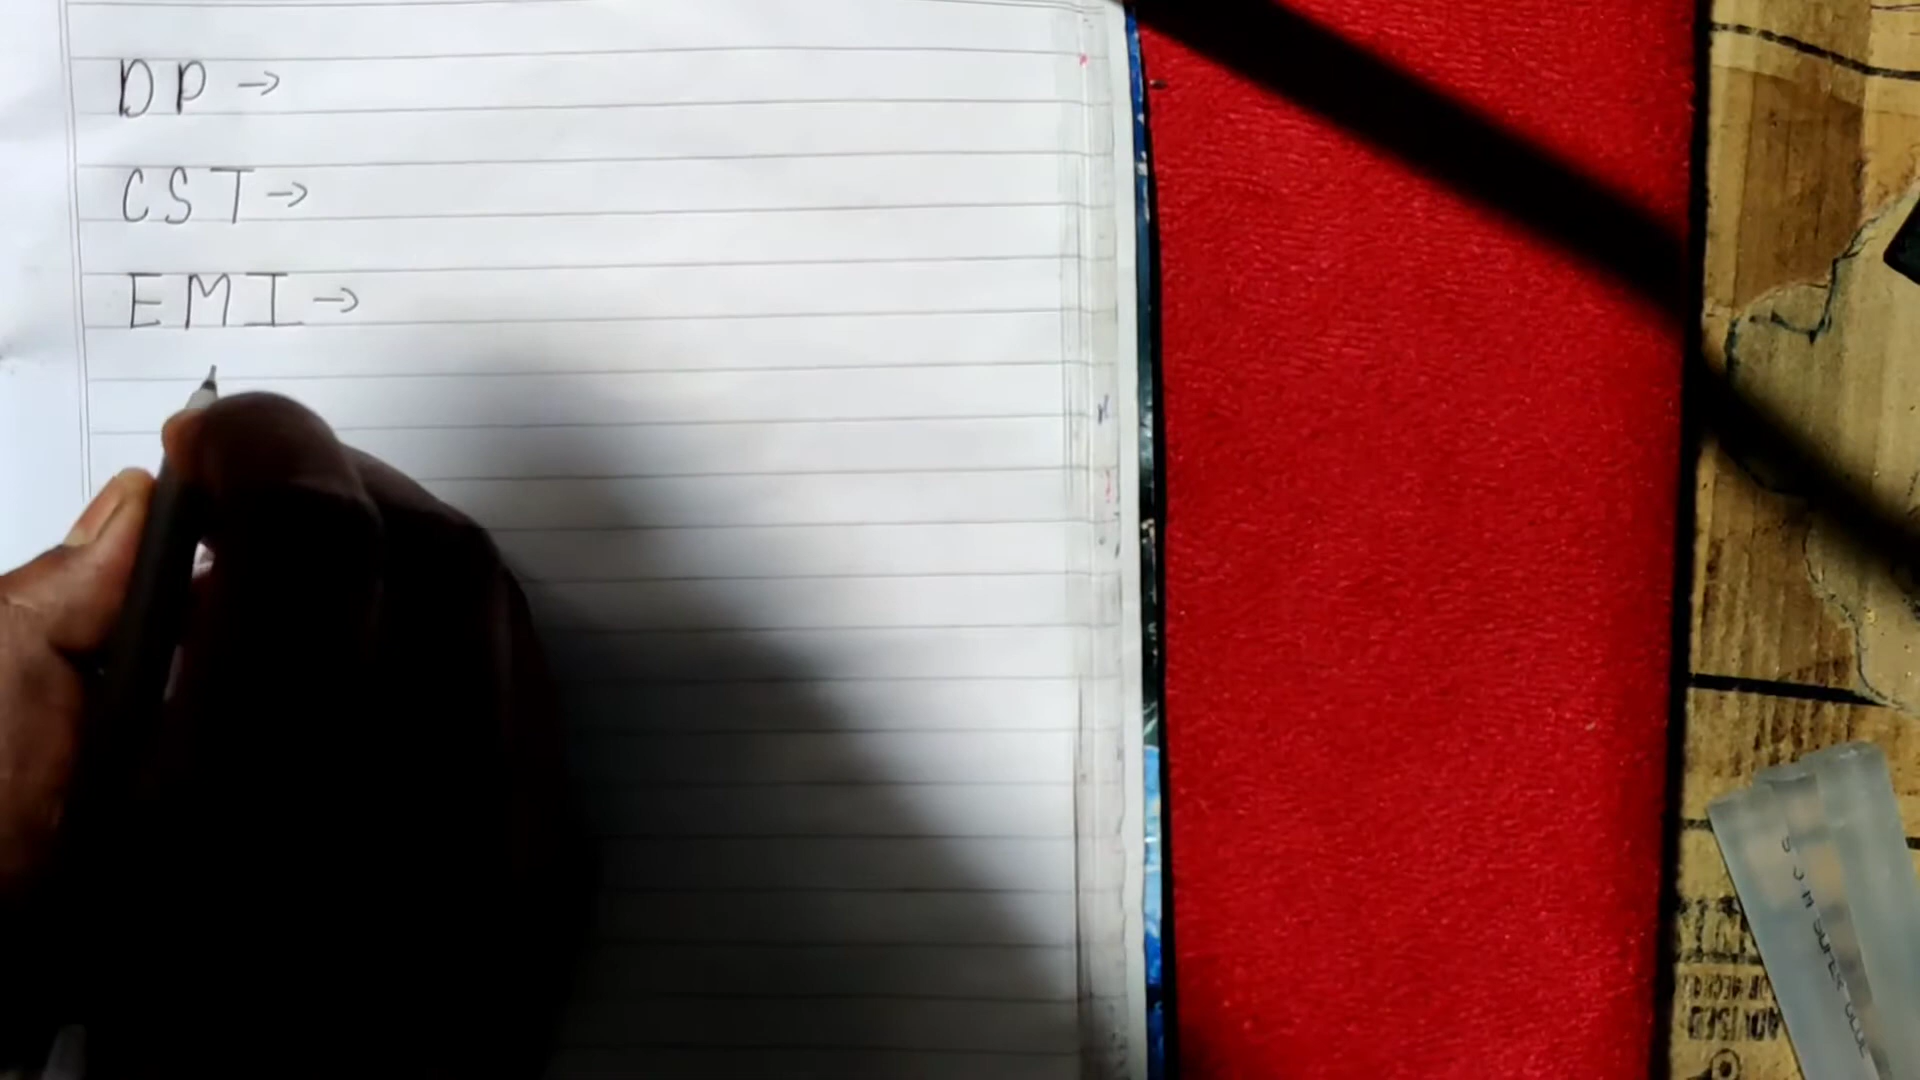 DP →
CST →
EMI →